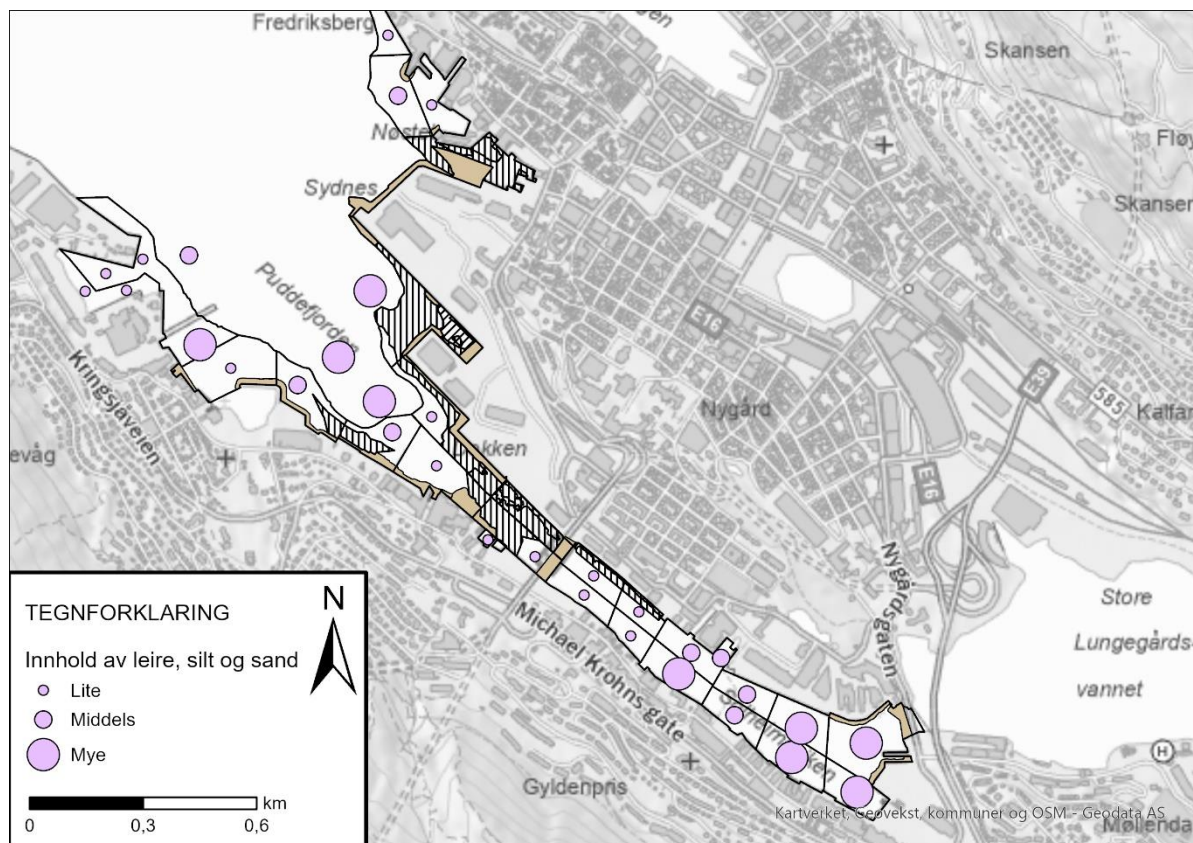 Fredriksberg
Skansen
Nøstet
Fløy
Sydnes
Skansen
Puddefjorden
E16
E39
585
Kringsjåveien
Nygård
Kalfar
evåg
kken
E16
Nygårdsgaten
Store
Lungegårds-
vannet
Michael Krohns gate
Gyldenpris
H
Møllenda
Kartverket, Geovekst, kommuner og OSM - Geodata AS
TEGNFORKLARING
N
Innhold av leire, silt og sand
Lite
Middels
Mye
km
0
0,3
0,6